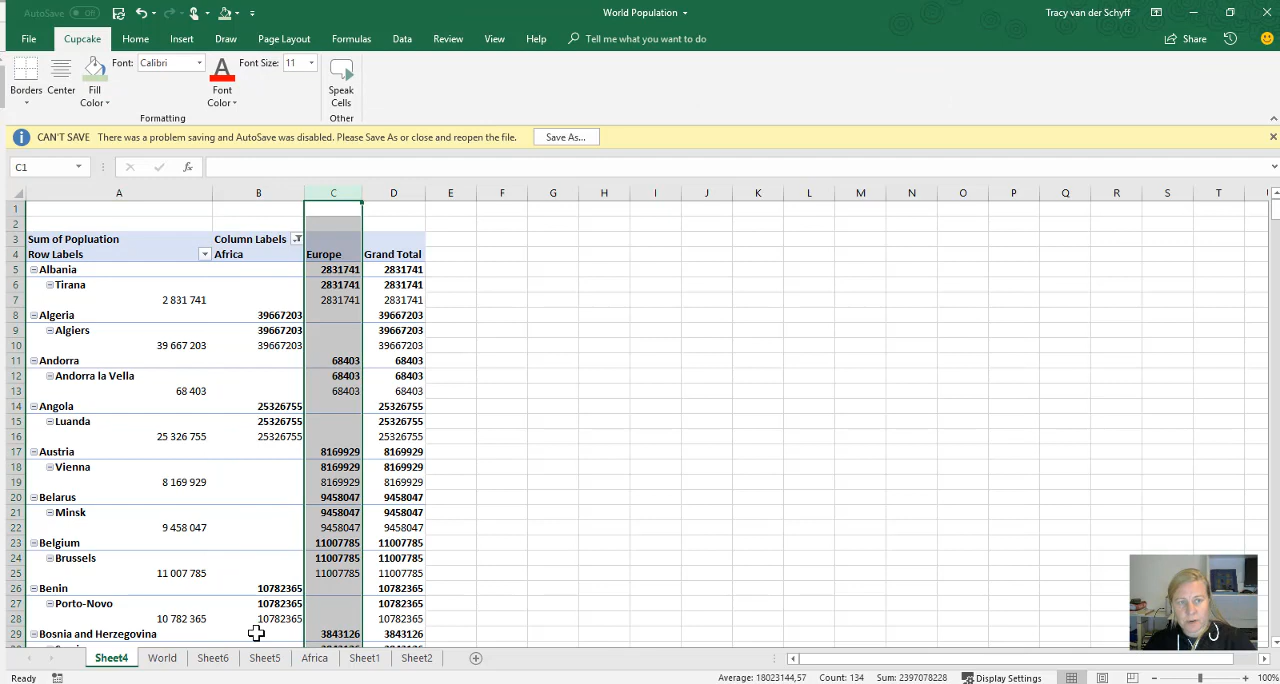 AutoSave Off World Population Tracy van der Schyff
File Cupcake Home Insert Draw Page Layout Formulas Data Review View Help Tell me what you want to do Share
Borders Center Fill Color Font: Calibri Font Size: 11 Font Color Speak Cells
Formatting Other
CAN'T SAVE There was a problem saving and AutoSave was disabled. Please Save As or close and reopen the file. Save As...
C1 fx
A B C D E F G H I J K L M N O P Q R S T
1
2
3 Sum of Popluation Column Labels
4 Row Labels Africa Europe Grand Total
5 Albania 2831741 2831741
6 Tirana 2831741 2831741
7 2 831 741 2831741 2831741
8 Algeria 39667203 39667203
9 Algiers 39667203 39667203
10 39 667 203 39667203 39667203
11 Andorra 68403 68403
12 Andorra la Vella 68403 68403
13 68 403 68403 68403
14 Angola 25326755 25326755
15 Luanda 25326755 25326755
16 25 326 755 25326755 25326755
17 Austria 8169929 8169929
18 Vienna 8169929 8169929
19 8 169 929 8169929 8169929
20 Belarus 9458047 9458047
21 Minsk 9458047 9458047
22 9 458 047 9458047 9458047
23 Belgium 11007785 11007785
24 Brussels 11007785 11007785
25 11 007 785 11007785 11007785
26 Benin 10782365 10782365
27 Porto-Novo 10782365 10782365
28 10 782 365 10782365 10782365
29 Bosnia and Herzegovina 3843126 3843126
Sheet4 World Sheet6 Sheet5 Africa Sheet1 Sheet2
Ready Average: 18023144,57 Count: 134 Sum: 2397078228 Display Settings 100%